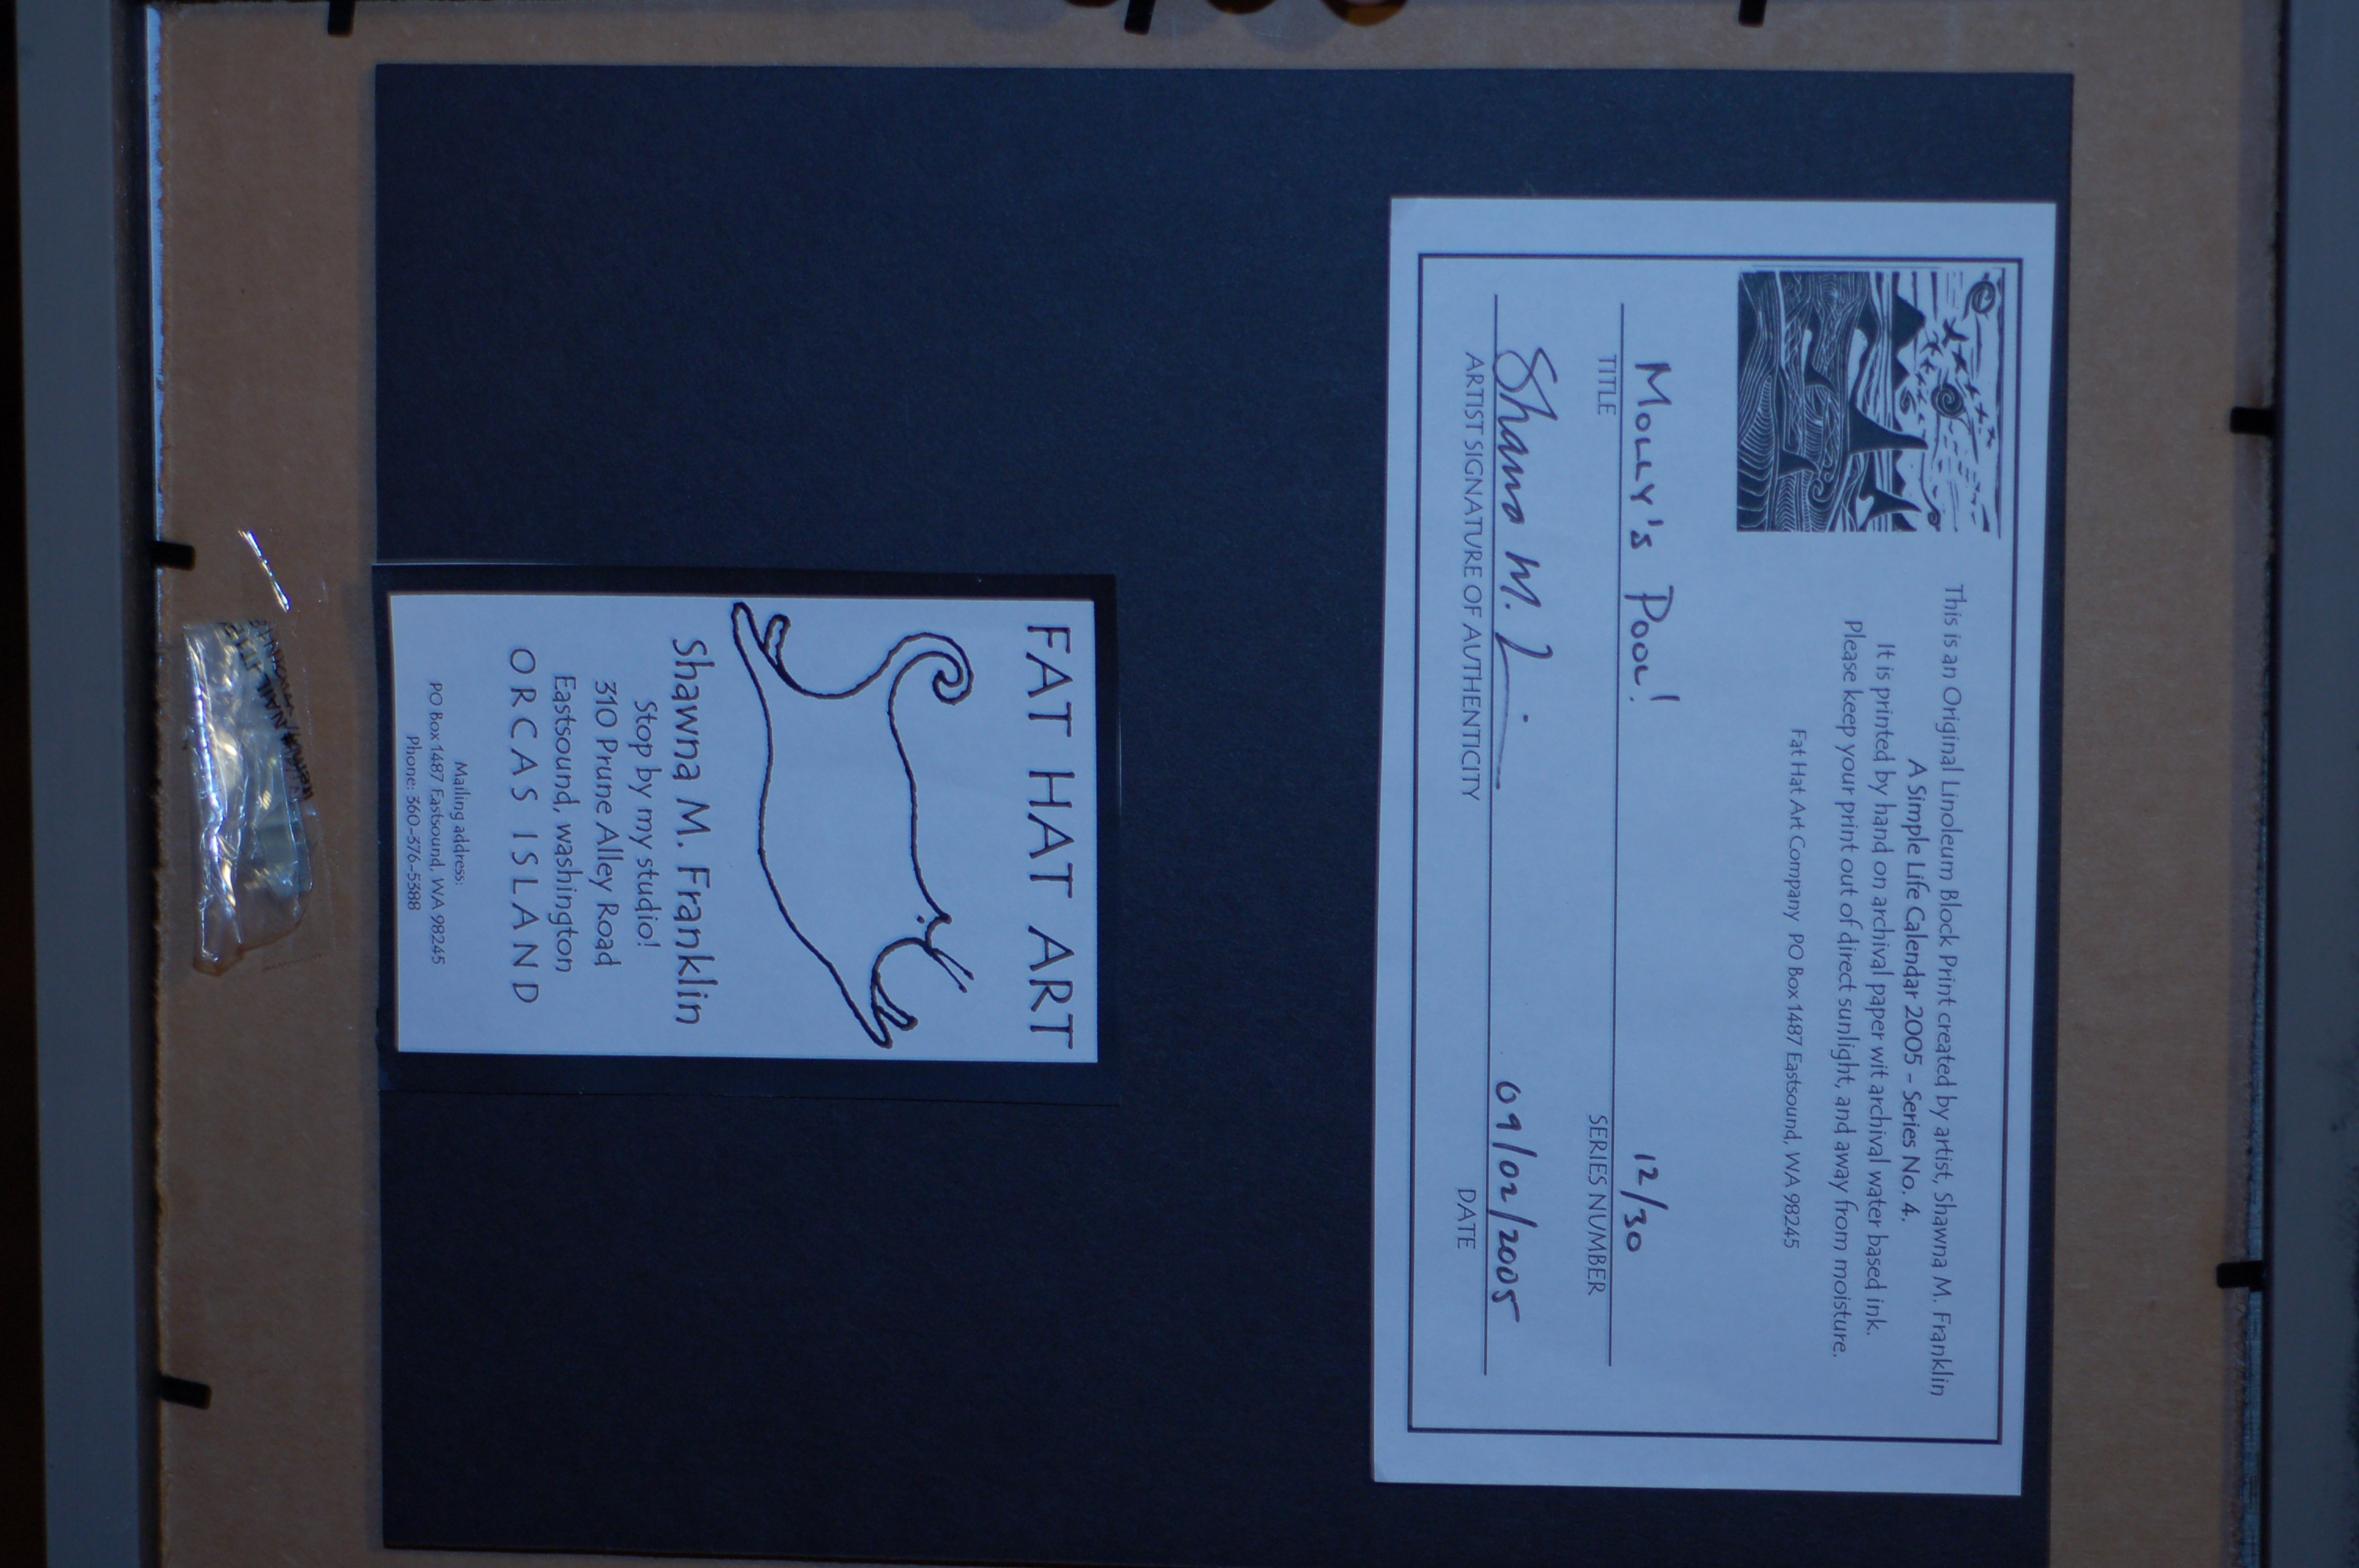 This is an Original Linoleum Block Print created by artist, Shawna M. Franklin
A Simple Life Calendar 2005 – Series No. 4.
It is printed by hand on archival paper wit archival water based ink.
Please keep your print out of direct sunlight, and away from moisture.
Fat Hat Art Company PO Box 1487 Eastsound, WA 98245
Molly's Pool! 12/30
TITLE SERIES NUMBER
Shawna M. 09/02/2005
ARTIST SIGNATURE OF AUTHENTICITY DATE
FAT HAT ART
Shawna M. Franklin
Stop by my studio!
310 Prune Alley Road
Eastsound, washington
ORCAS ISLAND
Mailing address:
PO Box 1487 Eastsound, WA 98245
Phone: 360-376-5388